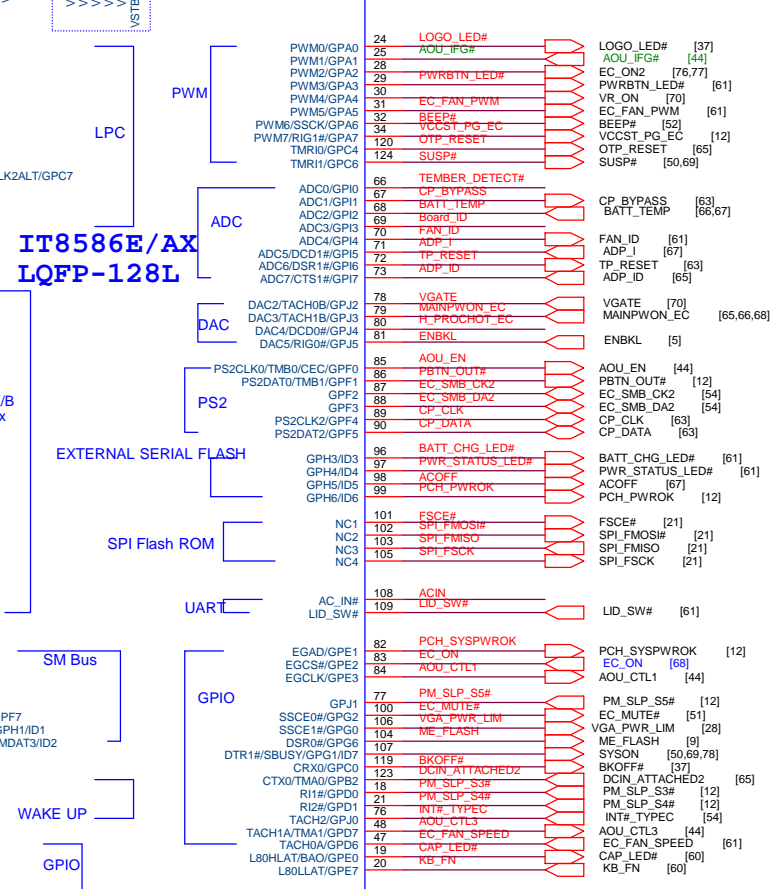 VSTB
PWM0/GPA0 24 LOGO_LED# LOGO_LED# [37]
PWM1/GPA1 25 AOU_IFG# AOU_IFG# [44]
PWM2/GPA2 28 EC_ON2 [76,77]
PWM3/GPA3 29 PWRBTN_LED# PWRBTN_LED# [61]
PWM
PWM4/GPA4 30 VR_ON [70]
PWM5/GPA5 31 EC_FAN_PWM EC_FAN_PWM [61]
PWM6/SSCK/GPA6 32 BEEP# BEEP# [52]
LPC
PWM7/RIG1#/GPA7 34 VCCST_PG_EC VCCST_PG_EC [12]
TMRI0/GPC4 120 OTP_RESET OTP_RESET [65]
TMRI1/GPC6 124 SUSP# SUSP# [50,69]
LK2ALT/GPC7
ADC0/GPI0 66 TEMBER_DETECT#
ADC1/GPI1 67 CP_BYPASS CP_BYPASS [63]
ADC2/GPI2 68 BATT_TEMP BATT_TEMP [66,67]
ADC
ADC3/GPI3 69 Board_ID
ADC4/GPI4 70 FAN_ID FAN_ID [61]
IT8586E/AX
ADC5/DCD1#/GPI5 71 ADP_I ADP_I [67]
ADC6/DSR1#/GPI6 72 TP_RESET TP_RESET [63]
LQFP-128L
ADC7/CTS1#/GPI7 73 ADP_ID ADP_ID [65]
DAC2/TACH0B/GPJ2 78 VGATE VGATE [70]
DAC3/TACH1B/GPJ3 79 MAINPWON_EC MAINPWON_EC [65,66,68]
DAC
DAC4/DCD0#/GPJ4 80 H_PROCHOT_EC
DAC5/RIG0#/GPJ5 81 ENBKL ENBKL [5]
PS2CLK0/TMB0/CEC/GPF0 85 AOU_EN AOU_EN [44]
PS2DAT0/TMB1/GPF1 86 PBTN_OUT# PBTN_OUT# [12]
GPF2 87 EC_SMB_CK2 EC_SMB_CK2 [54]
/B
PS2
GPF3 88 EC_SMB_DA2 EC_SMB_DA2 [54]
x
PS2CLK2/GPF4 89 CP_CLK CP_CLK [63]
PS2DAT2/GPF5 90 CP_DATA CP_DATA [63]
EXTERNAL SERIAL FLASH
GPH3/ID3 96 BATT_CHG_LED# BATT_CHG_LED# [61]
GPH4/ID4 97 PWR_STATUS_LED# PWR_STATUS_LED# [61]
GPH5/ID5 98 ACOFF ACOFF [67]
GPH6/ID6 99 PCH_PWROK PCH_PWROK [12]
NC1 101 FSCE# FSCE# [21]
NC2 102 SPI_FMOSI# SPI_FMOSI# [21]
SPI Flash ROM
NC3 103 SPI_FMISO SPI_FMISO [21]
NC4 105 SPI_FSCK SPI_FSCK [21]
UART
AC_IN# 108 ACIN
LID_SW# 109 LID_SW# LID_SW# [61]
EGAD/GPE1 82 PCH_SYSPWROK PCH_SYSPWROK [12]
SM Bus
EGCS#/GPE2 83 EC_ON EC_ON [68]
EGCLK/GPE3 84 AOU_CTL1 AOU_CTL1 [44]
GPIO
GPJ1 77 PM_SLP_S5# PM_SLP_S5# [12]
PF7
SSCE0#/GPG2 100 EC_MUTE# EC_MUTE# [51]
GPH1/ID1
SSCE1#/GPG0 106 VGA_PWR_LIM VGA_PWR_LIM [28]
MDAT3/ID2
DSR0#/GPG6 104 ME_FLASH ME_FLASH [9]
DTR1#/SBUSY/GPG1/ID7 107 SYSON [50,69,78]
CRX0/GPC0 119 BKOFF# BKOFF# [37]
CTX0/TMA0/GPB2 123 DCIN_ATTACHED2 DCIN_ATTACHED2 [65]
RI1#/GPD0 18 PM_SLP_S3# PM_SLP_S3# [12]
RI2#/GPD1 21 PM_SLP_S4# PM_SLP_S4# [12]
WAKE UP
TACH2/GPJ0 76 INT#_TYPEC INT#_TYPEC [54]
TACH1A/TMA1/GPD7 48 AOU_CTL3 AOU_CTL3 [44]
TACH0A/GPD6 47 EC_FAN_SPEED EC_FAN_SPEED [61]
L80HLAT/BAO/GPE0 19 CAP_LED# CAP_LED# [60]
GPIO
L80LLAT/GPE7 20 KB_FN KB_FN [60]